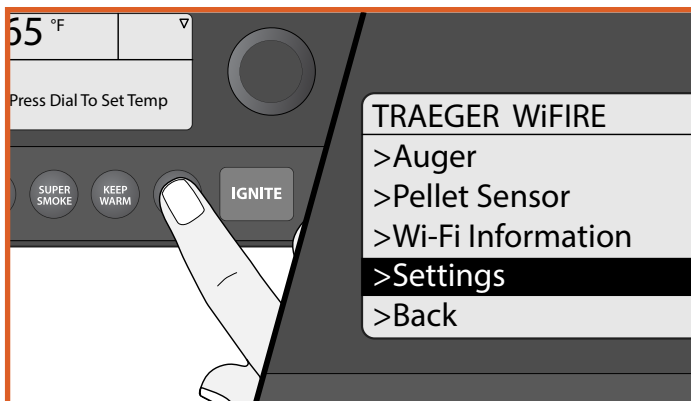 65 °F
Press Dial To Set Temp
SUPER
SMOKE
KEEP
WARM
IGNITE
TRAEGER WiFIRE
>Auger
>Pellet Sensor
>Wi-Fi Information
>Settings
>Back